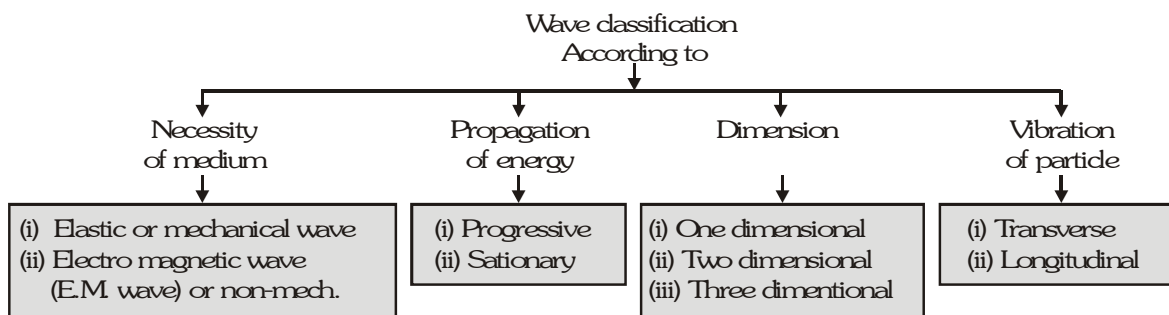 Wave classification
According to
Necessity
of medium
Propagation
of energy
Dimension
Vibration
of particle
(i) Elastic or mechanical wave
(ii) Electro magnetic wave
(E.M. wave) or non-mech.
(i) Progressive
(ii) Sationary
(i) One dimensional
(ii) Two dimensional
(iii) Three dimentional
(i) Transverse
(ii) Longitudinal